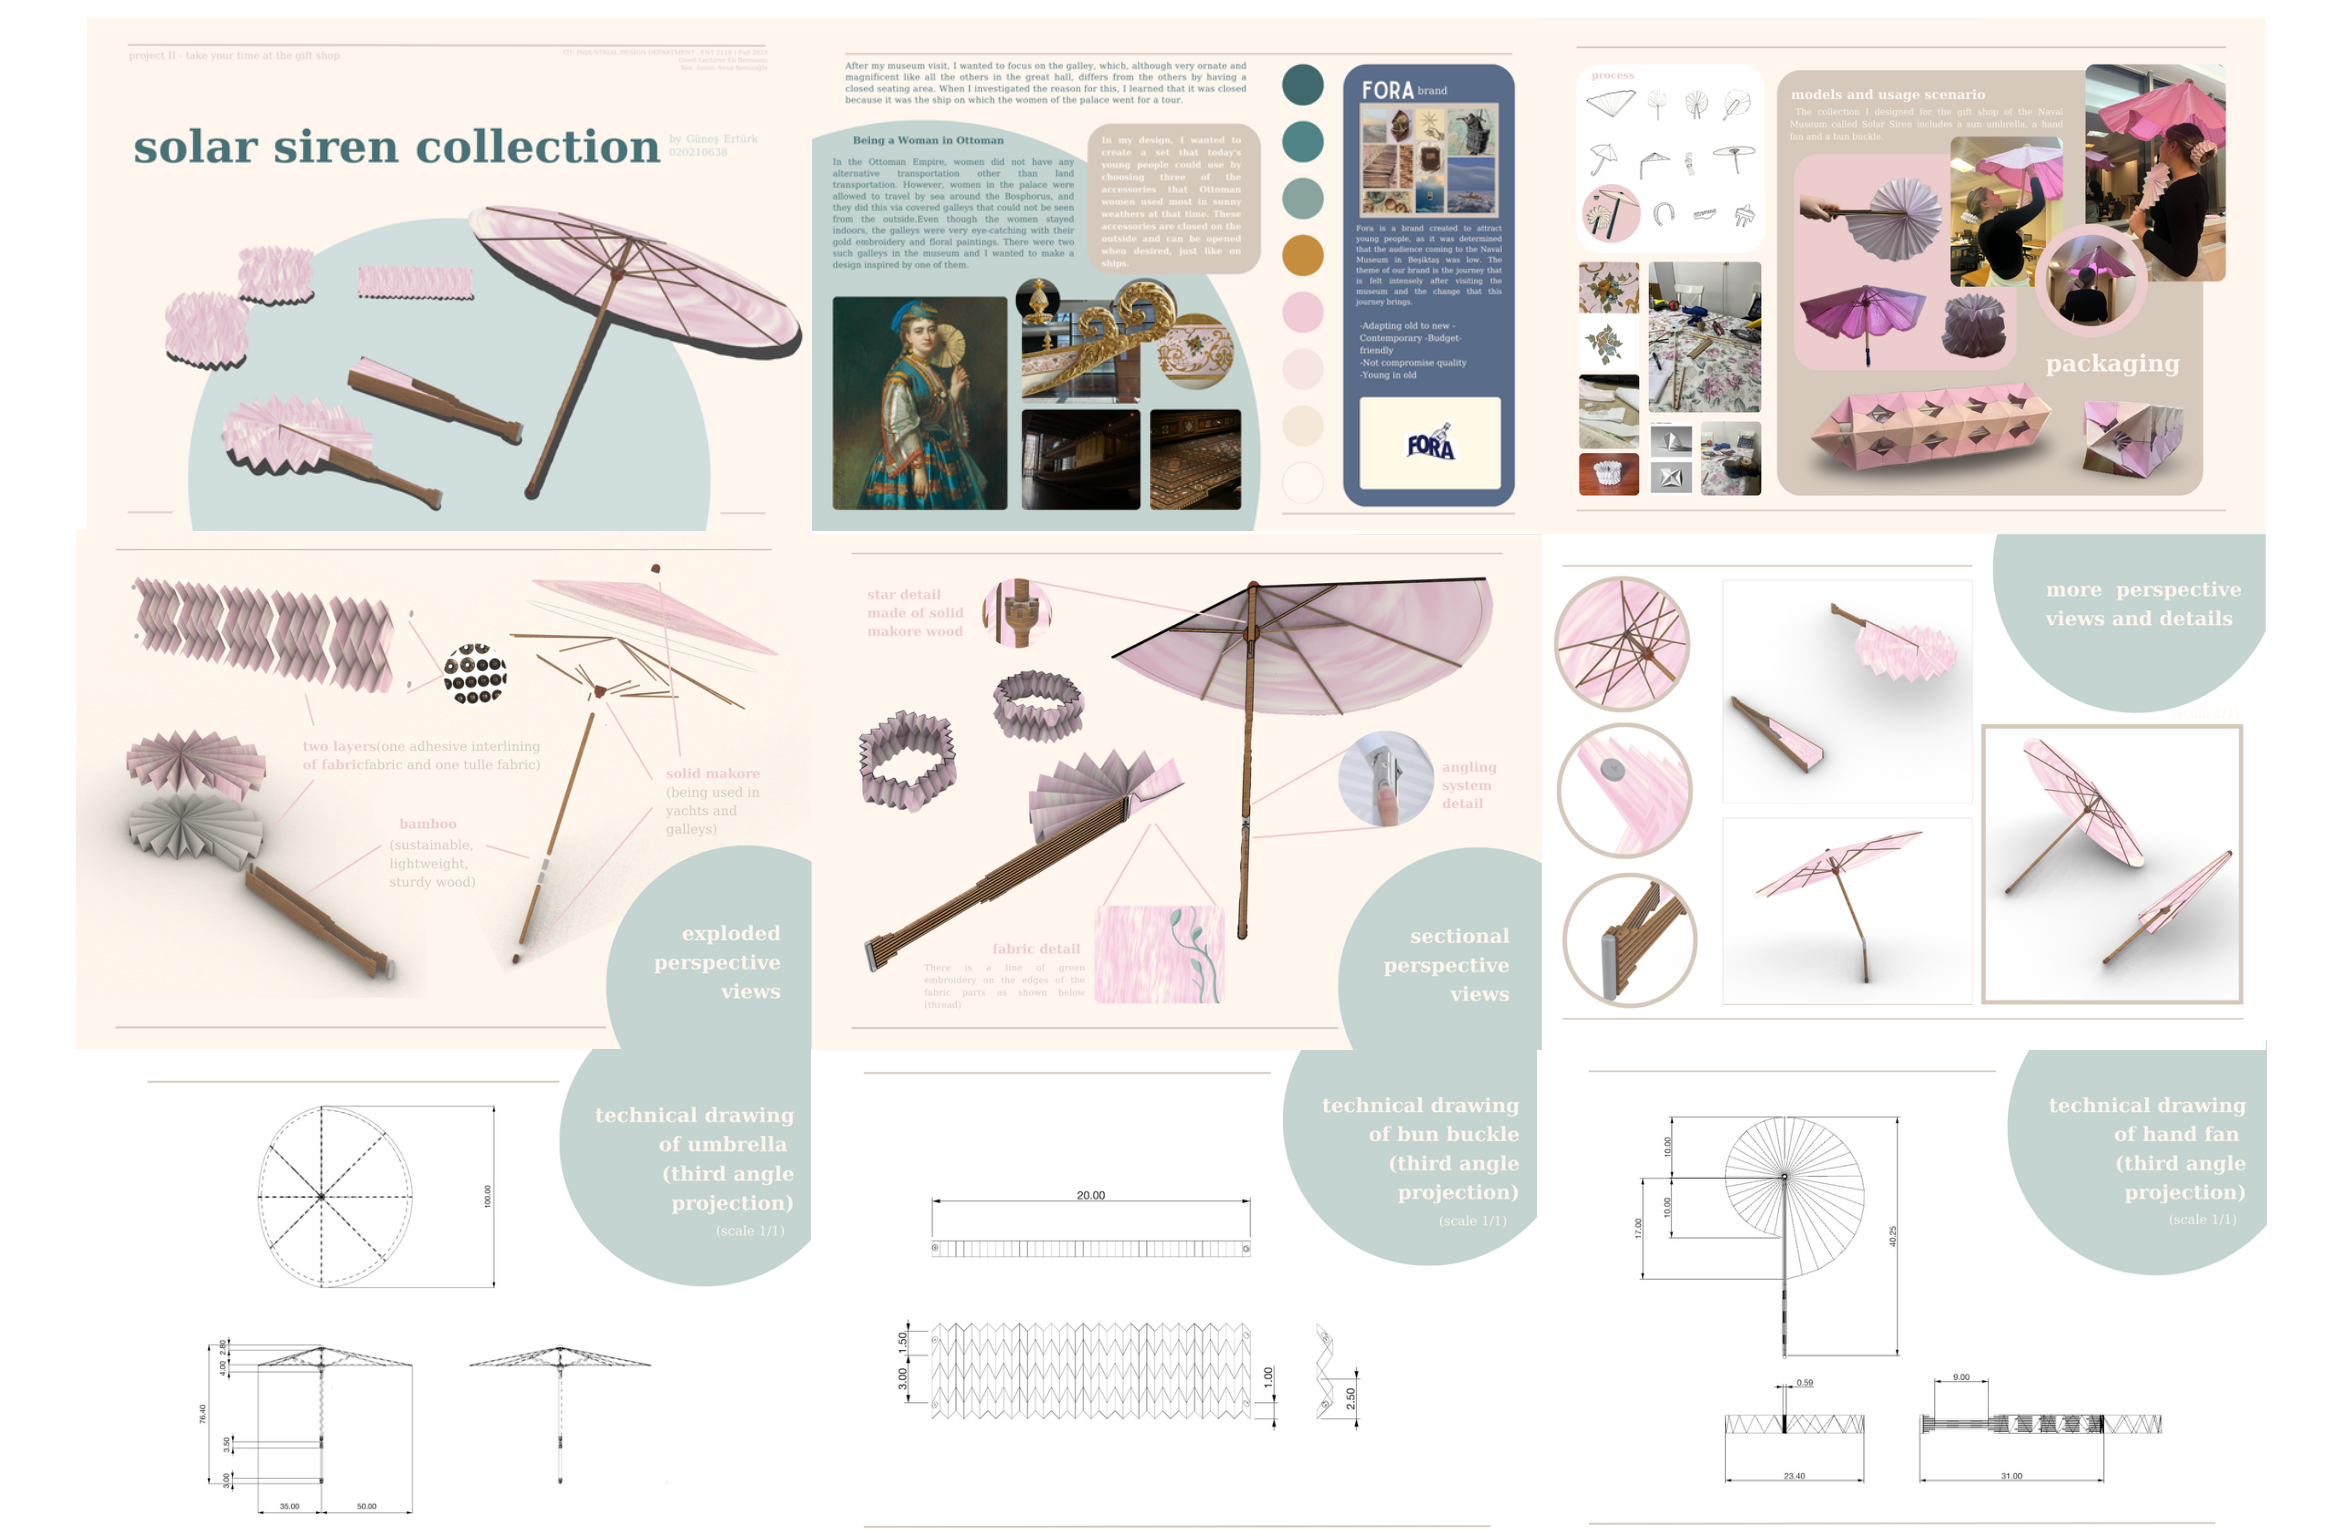 project II - take your time at the gift shop
ITU INDUSTRIAL DESIGN DEPARTMENT - EMT 2118 | Fall 2023
solar siren collection
by Güneş Ertürk
020210638
After my museum visit, I wanted to focus on the galley, which, although very ornate and
magnificent like all the others in the great hall, differs from the others by having a
closed seating area. When I investigated the reason for this, I learned that it was closed
because it was the ship on which the women of the palace went for a tour.
Being a Woman in Ottoman
In the Ottoman Empire, women did not have any
alternative transportation other than land
transportation. However, women in the palace were
allowed to travel by sea around the Bosphorus, and
they did this via covered galleys that could not be seen
from the outside.Even though the women stayed
indoors, the galleys were very eye-catching with their
gold embroidery and floral paintings. There were two
such galleys in the museum and I wanted to make a
design inspired by one of them.
In my design, I wanted to
create a set that today's
young people could use by
choosing three of the
accessories that Ottoman
women used most in sunny
weathers at that time. These
accessories are closed on the
outside and can be opened
when desired, just like on
ships.
FORA brand
Fora is a brand created to attract
young people, as it was determined
that the audience coming to the Naval
Museum in Beşiktaş was low. The
theme of our brand is the journey that
is felt intensely after visiting the
museum and the change that this
journey brings.
-Adapting old to new -
Contemporary -Budget-
friendly
-Not compromise quality
-Young in old
FORA
process
models and usage scenario
The collection I designed for the gift shop of the Naval
Museum called Solar Siren includes a sun umbrella, a hand
fan and a bun buckle.
packaging
two layers(one adhesive interlining
of fabricfabric and one tulle fabric)
bamboo
(sustainable,
lightweight,
sturdy wood)
solid makore
(being used in
yachts and
galleys)
exploded
perspective
views
star detail
made of solid
makore wood
angling
system
detail
fabric detail
There is a line of green
embroidery on the edges of the
fabric parts as shown below
(thread)
sectional
perspective
views
more perspective
views and details
(scale 1/1)
technical drawing
of umbrella
(third angle
projection)
(scale 1/1)
100.00
2.80
4.00
76.40
3.50
3.00
35.00
50.00
technical drawing
of bun buckle
(third angle
projection)
(scale 1/1)
20.00
1.50
3.00
1.00
2.50
technical drawing
of hand fan
(third angle
projection)
(scale 1/1)
10.00
10.00
17.00
40.25
0.59
9.00
23.40
31.00